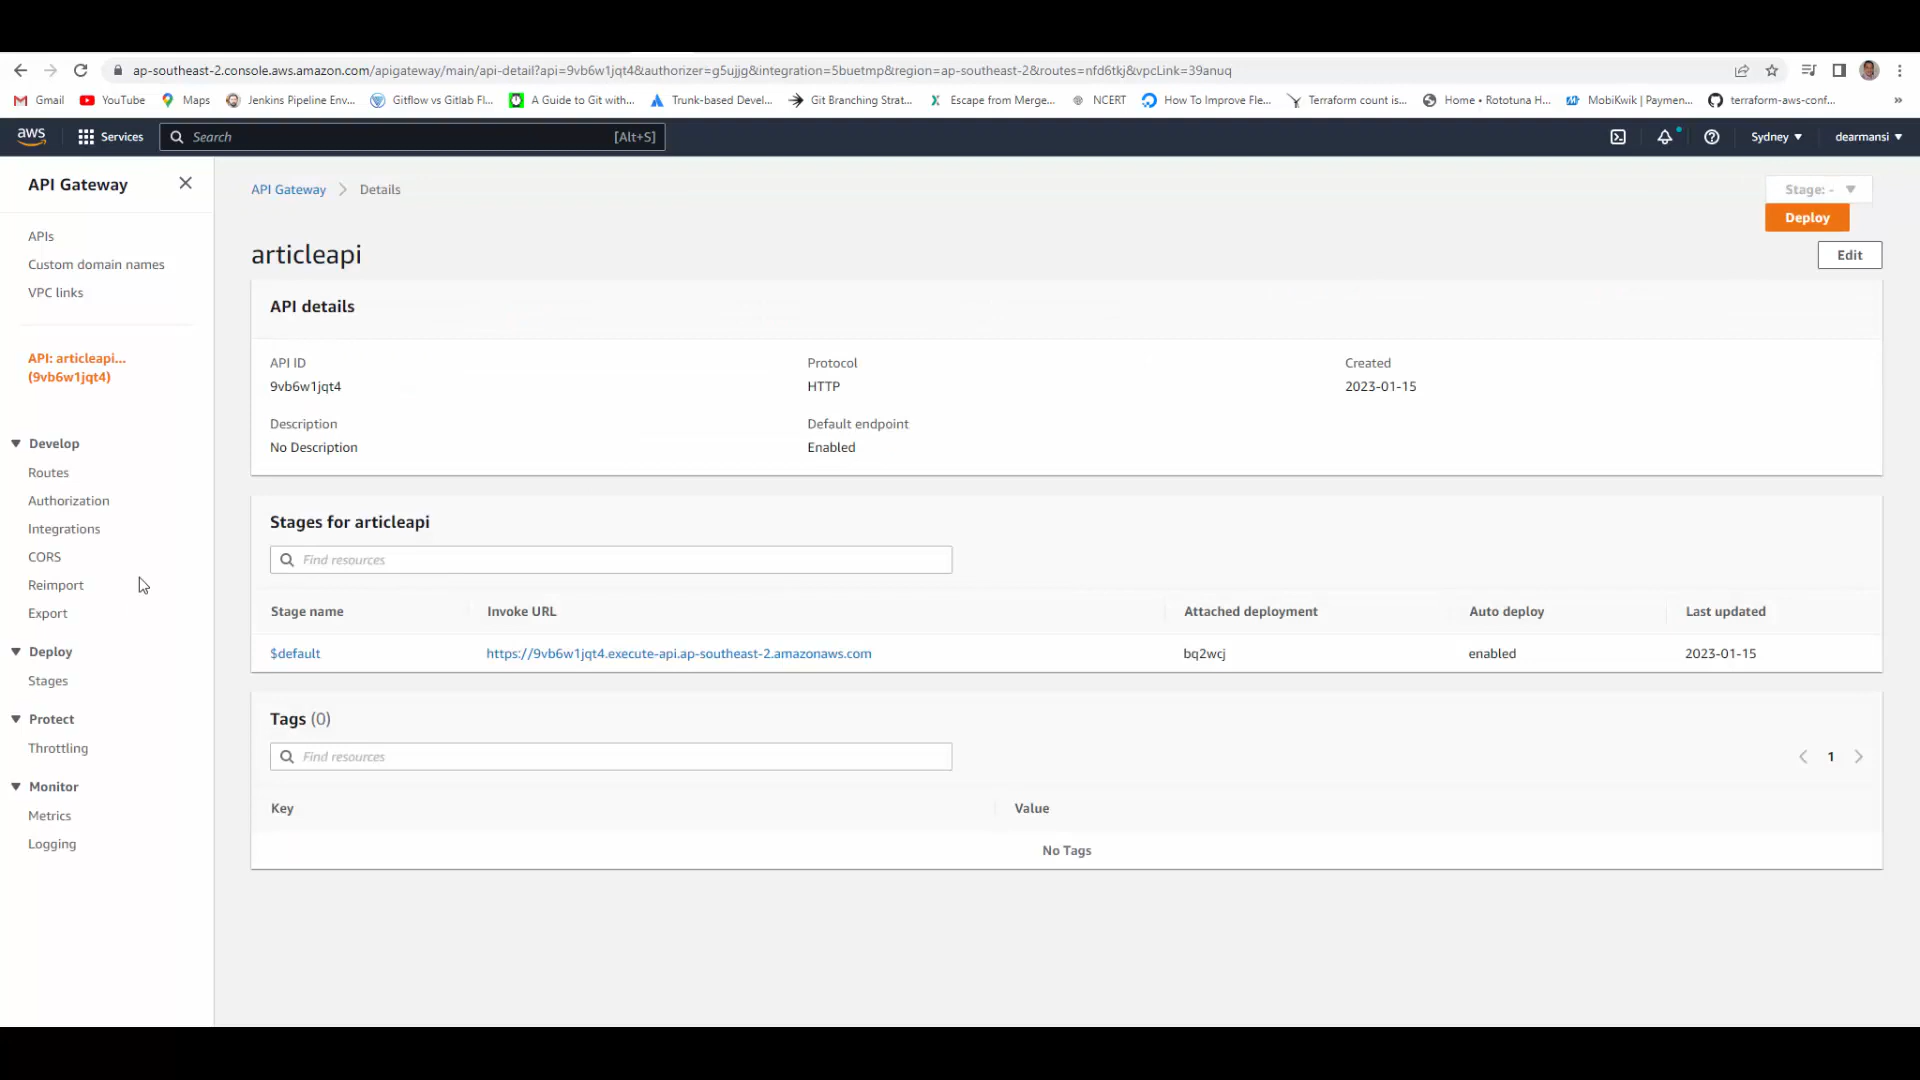 ap-southeast-2.console.aws.amazon.com/apigateway/main/api-detail?api=9vb6w1jqt4&authorizer=g5ujjg&integration=5buetmp&region=ap-southeast-2&routes=nfd6tkj&vpcLink=39anuq
Gmail YouTube Maps Jenkins Pipeline Env... Gitflow vs Gitlab Fl... A Guide to Git with... Trunk-based Devel... Git Branching Strat... Escape from Merge... NCERT How To Improve Fle... Terraform count is... Home • Rototuna H... MobiKwik | Paymen... terraform-aws-conf... »
aws Services Search [Alt+S] Sydney dearmansi
API Gateway
APIs
Custom domain names
VPC links
API: articleapi...
(9vb6w1jqt4)
Develop
Routes
Authorization
Integrations
CORS
Reimport
Export
Deploy
Stages
Protect
Throttling
Monitor
Metrics
Logging
API Gateway Details
Stage: -
Deploy
articleapi
Edit
API details
API ID Protocol Created
9vb6w1jqt4 HTTP 2023-01-15
Description Default endpoint
No Description Enabled
Stages for articleapi
Find resources
Stage name Invoke URL Attached deployment Auto deploy Last updated
$default https://9vb6w1jqt4.execute-api.ap-southeast-2.amazonaws.com bq2wcj enabled 2023-01-15
Tags (0)
Find resources
1
Key Value
No Tags